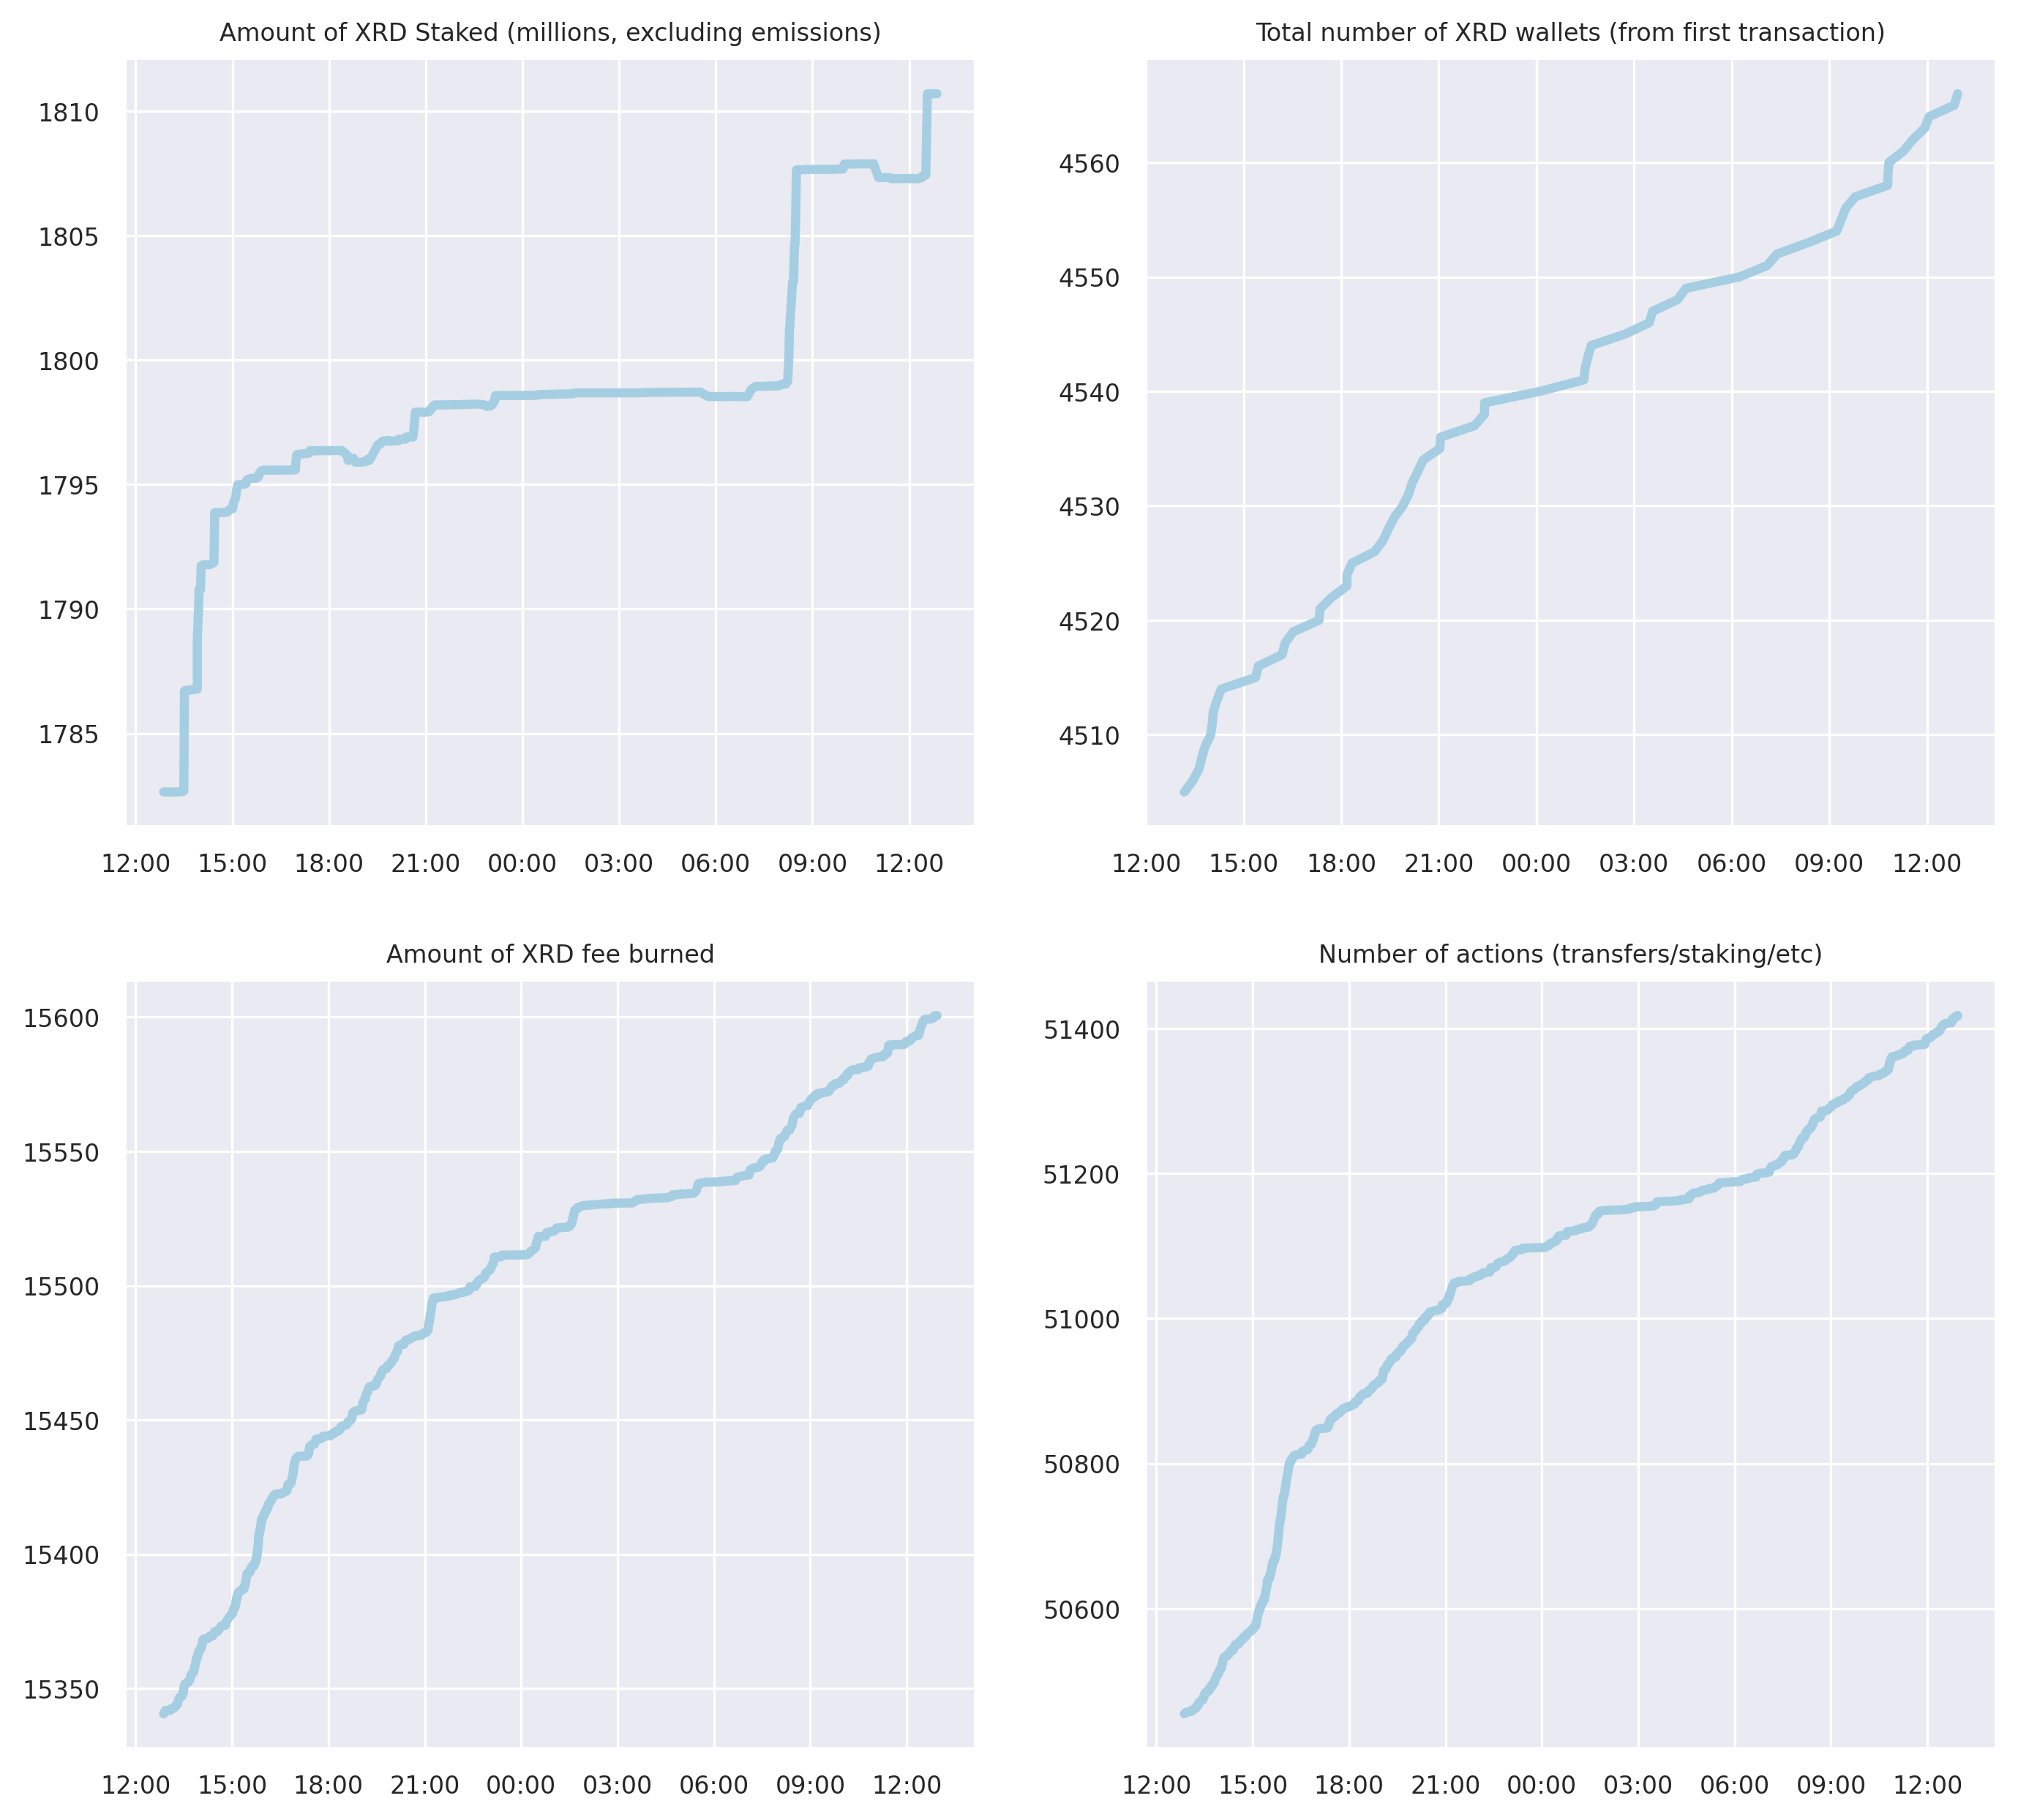 Amount of XRD Staked (millions, excluding emissions)
1810
1805
1800
1795
1790
1785
12:00 15:00 18:00 21:00 00:00 03:00 06:00 09:00 12:00
Total number of XRD wallets (from first transaction)
4560
4550
4540
4530
4520
4510
12:00 15:00 18:00 21:00 00:00 03:00 06:00 09:00 12:00
Amount of XRD fee burned
15600
15550
15500
15450
15400
15350
12:00 15:00 18:00 21:00 00:00 03:00 06:00 09:00 12:00
Number of actions (transfers/staking/etc)
51400
51200
51000
50800
50600
12:00 15:00 18:00 21:00 00:00 03:00 06:00 09:00 12:00